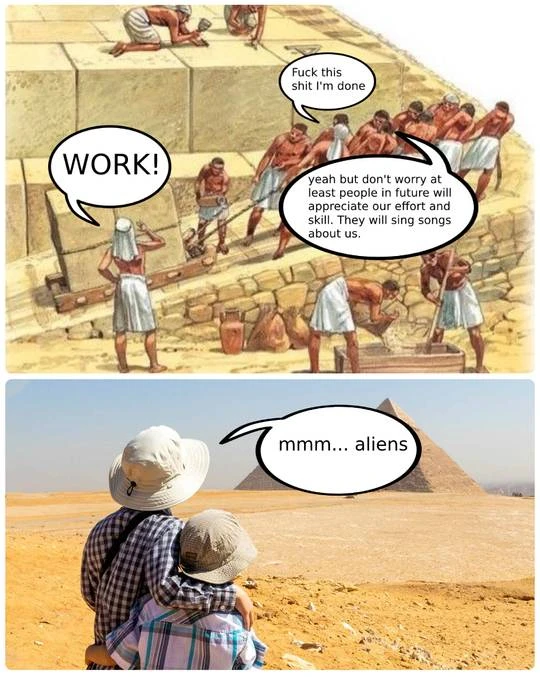 Fuck this
shit I'm done
WORK!
yeah but don't worry at
least people in future will
appreciate our effort and
skill. They will sing songs
about us.
mmm... aliens